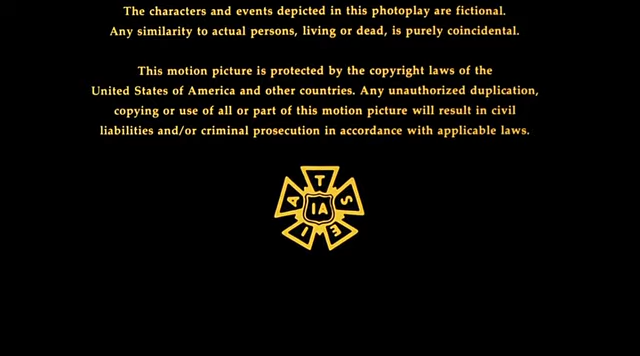 The characters and events depicted in this photoplay are fictional.
Any similarity to actual persons, living or dead, is purely coincidental.
This motion picture is protected by the copyright laws of the
United States of America and other countries. Any unauthorized duplication,
copying or use of all or part of this motion picture will result in civil
liabilities and/or criminal prosecution in accordance with applicable laws.
IATSE
IA